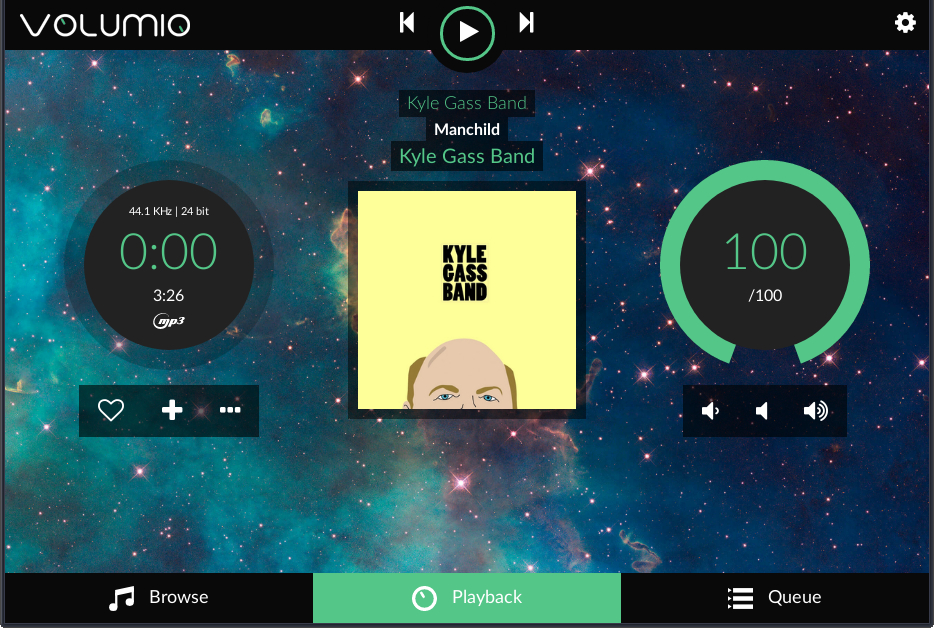 VOLUMIO
Kyle Gass Band
Manchild
Kyle Gass Band
44.1 KHz | 24 bit
0:00
3:26
mp3
KYLE
GASS
BAND
100
/100
Browse
Playback
Queue